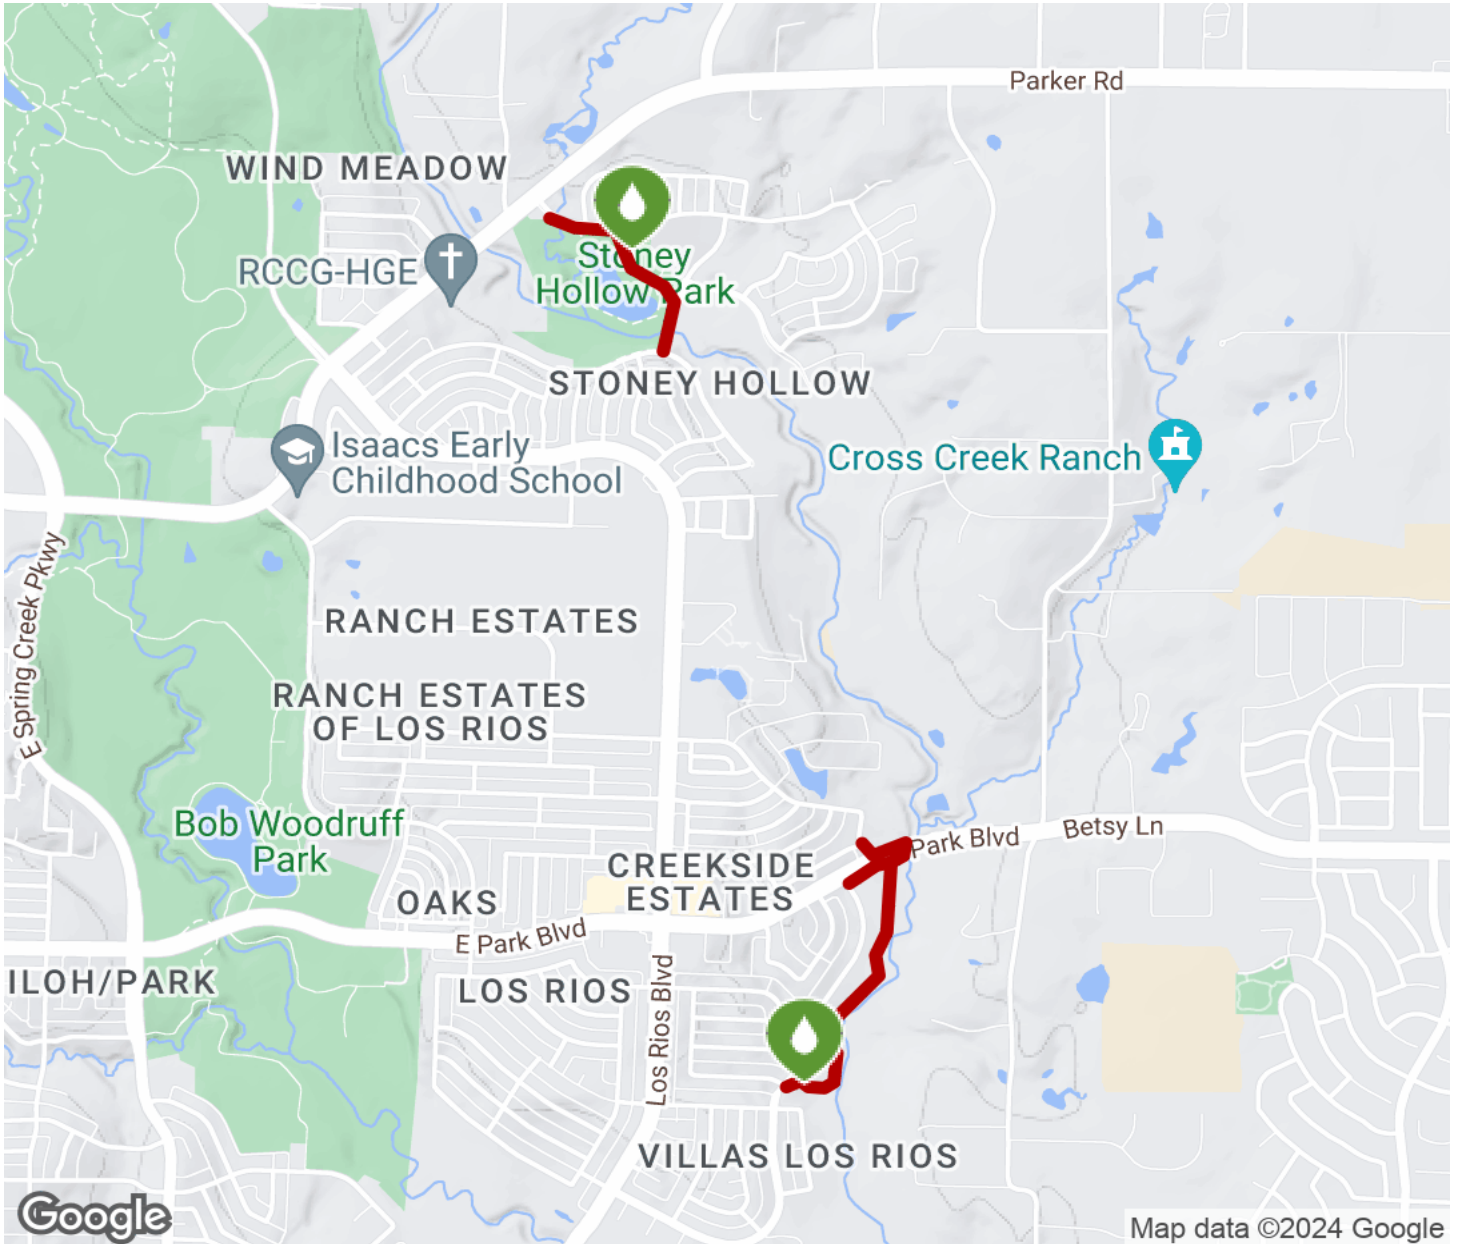 Parker Rd
WIND MEADOW
RCCG-HGE
Stoney
Hollow Park
STONEY HOLLOW
Isaacs Early
Childhood School
Cross Creek Ranch
E Spring Creek Pkwy
RANCH ESTATES
RANCH ESTATES
OF LOS RIOS
Bob Woodruff
Park
Park Blvd
Betsy Ln
CREEKSIDE
ESTATES
OAKS
E Park Blvd
ILOH/PARK
LOS RIOS
Los Rios Blvd
VILLAS LOS RIOS
Google
Map data ©2024 Google